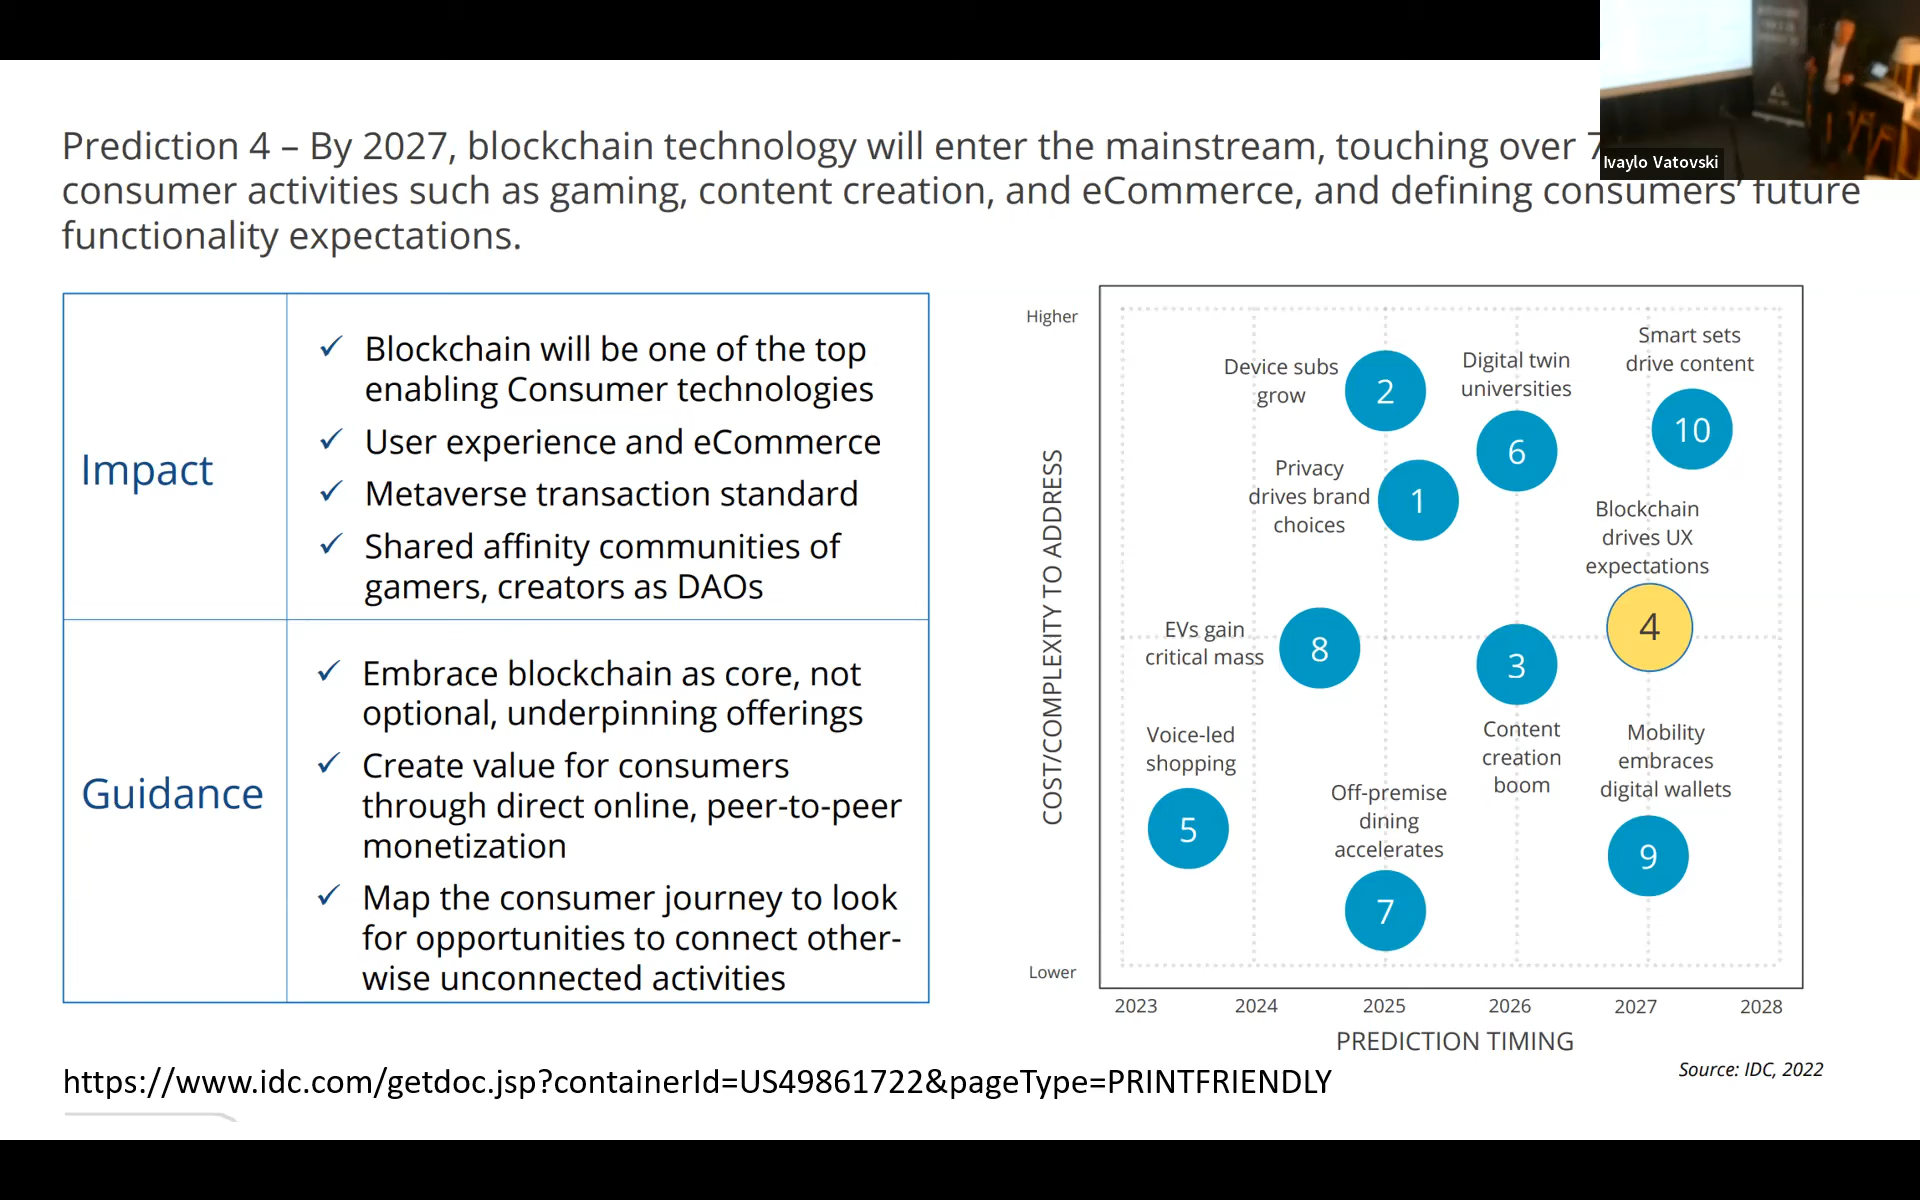 Prediction 4 – By 2027, blockchain technology will enter the mainstream, touching over
consumer activities such as gaming, content creation, and eCommerce, and defining consumers’ future
functionality expectations.
Ivaylo Vatovski
Impact
✓ Blockchain will be one of the top
enabling Consumer technologies
✓ User experience and eCommerce
✓ Metaverse transaction standard
✓ Shared affinity communities of
gamers, creators as DAOs
Guidance
✓ Embrace blockchain as core, not
optional, underpinning offerings
✓ Create value for consumers
through direct online, peer-to-peer
monetization
✓ Map the consumer journey to look
for opportunities to connect other-
wise unconnected activities
Higher
COST/COMPLEXITY TO ADDRESS
Lower
Device subs
grow
2
Digital twin
universities
6
Smart sets
drive content
10
Privacy
drives brand
choices
1
Blockchain
drives UX
expectations
4
EVs gain
critical mass
8
3
Content
creation
boom
Voice-led
shopping
5
Off-premise
dining
accelerates
7
Mobility
embraces
digital wallets
9
2023 2024 2025 2026 2027 2028
PREDICTION TIMING
Source: IDC, 2022
https://www.idc.com/getdoc.jsp?containerId=US49861722&pageType=PRINTFRIENDLY